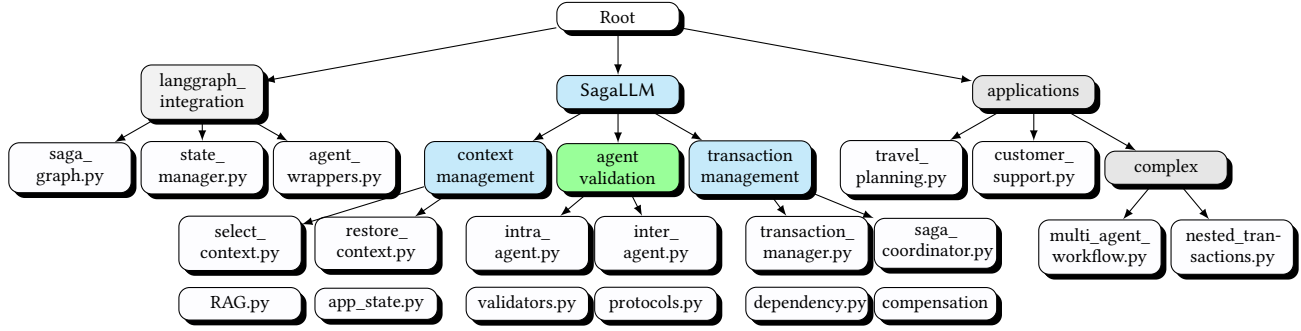 Root
langgraph_
integration
SagaLLM
applications
saga_
graph.py
state_
manager.py
agent_
wrappers.py
context
management
agent
validation
transaction
management
travel_
planning.py
customer_
support.py
complex
select_
context.py
restore_
context.py
intra_
agent.py
inter_
agent.py
transaction_
manager.py
saga_
coordinator.py
multi_agent_
workflow.py
nested_tran-
sactions.py
RAG.py
app_state.py
validators.py
protocols.py
dependency.py
compensation